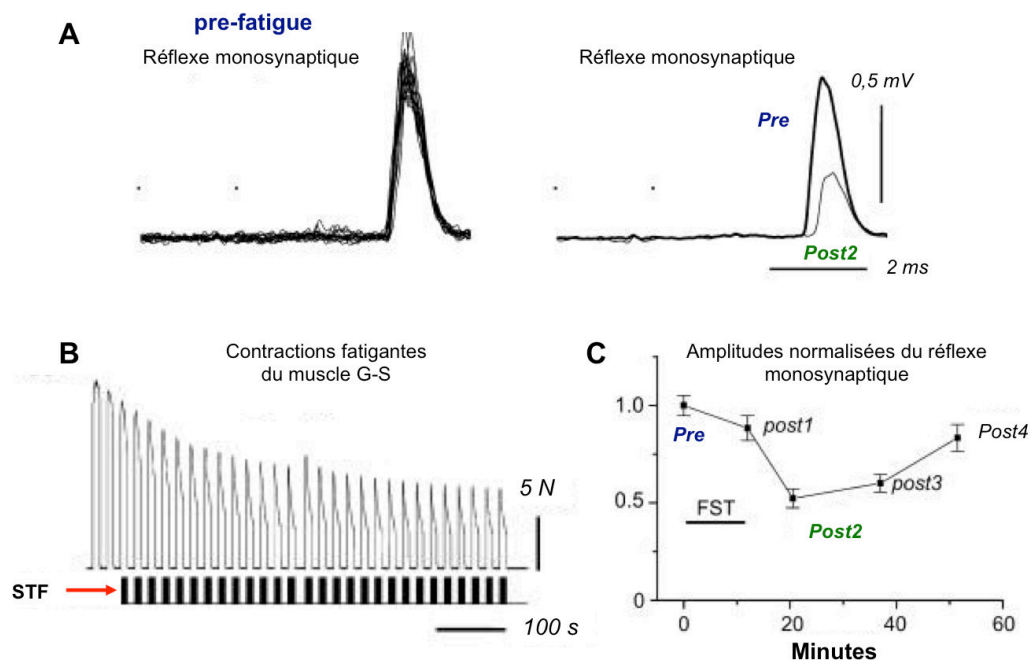 A
pre-fatigue
Réflexe monosynaptique
Réflexe monosynaptique
0,5 mV
Pre
Post2
2 ms
B
Contractions fatigantes
du muscle G-S
5 N
STF
100 s
C
Amplitudes normalisées du réflexe
monosynaptique
1.0
0.5
0
Pre
post1
Post4
post3
FST
Post2
0
20
40
60
Minutes